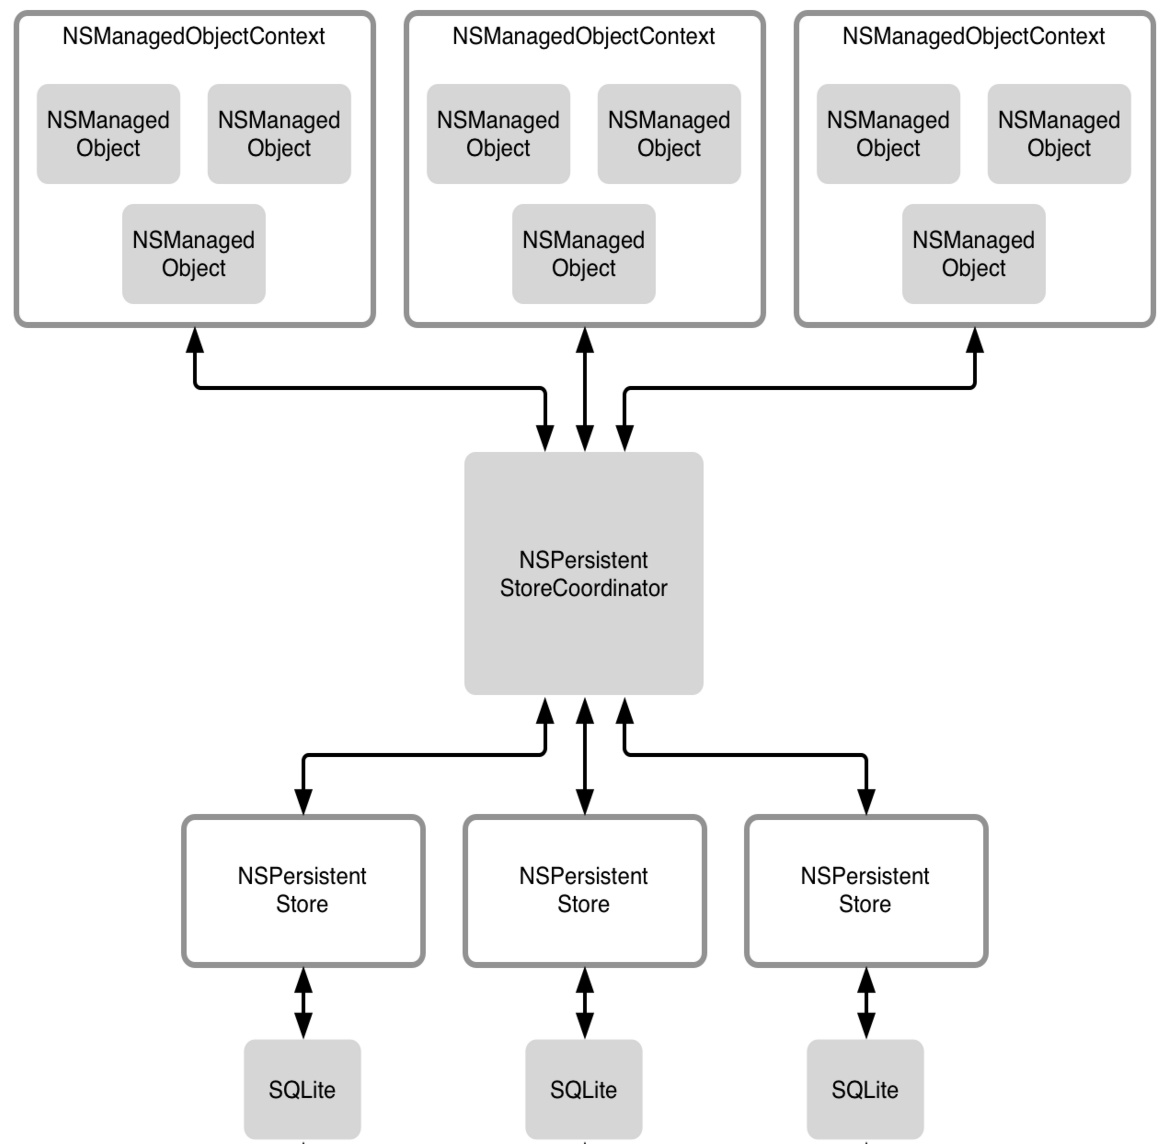 NSManagedObjectContext
NSManaged
Object
NSManaged
Object
NSManaged
Object
NSManagedObjectContext
NSManaged
Object
NSManaged
Object
NSManaged
Object
NSManagedObjectContext
NSManaged
Object
NSManaged
Object
NSManaged
Object
NSPersistent
StoreCoordinator
NSPersistent
Store
NSPersistent
Store
NSPersistent
Store
SQLite
SQLite
SQLite